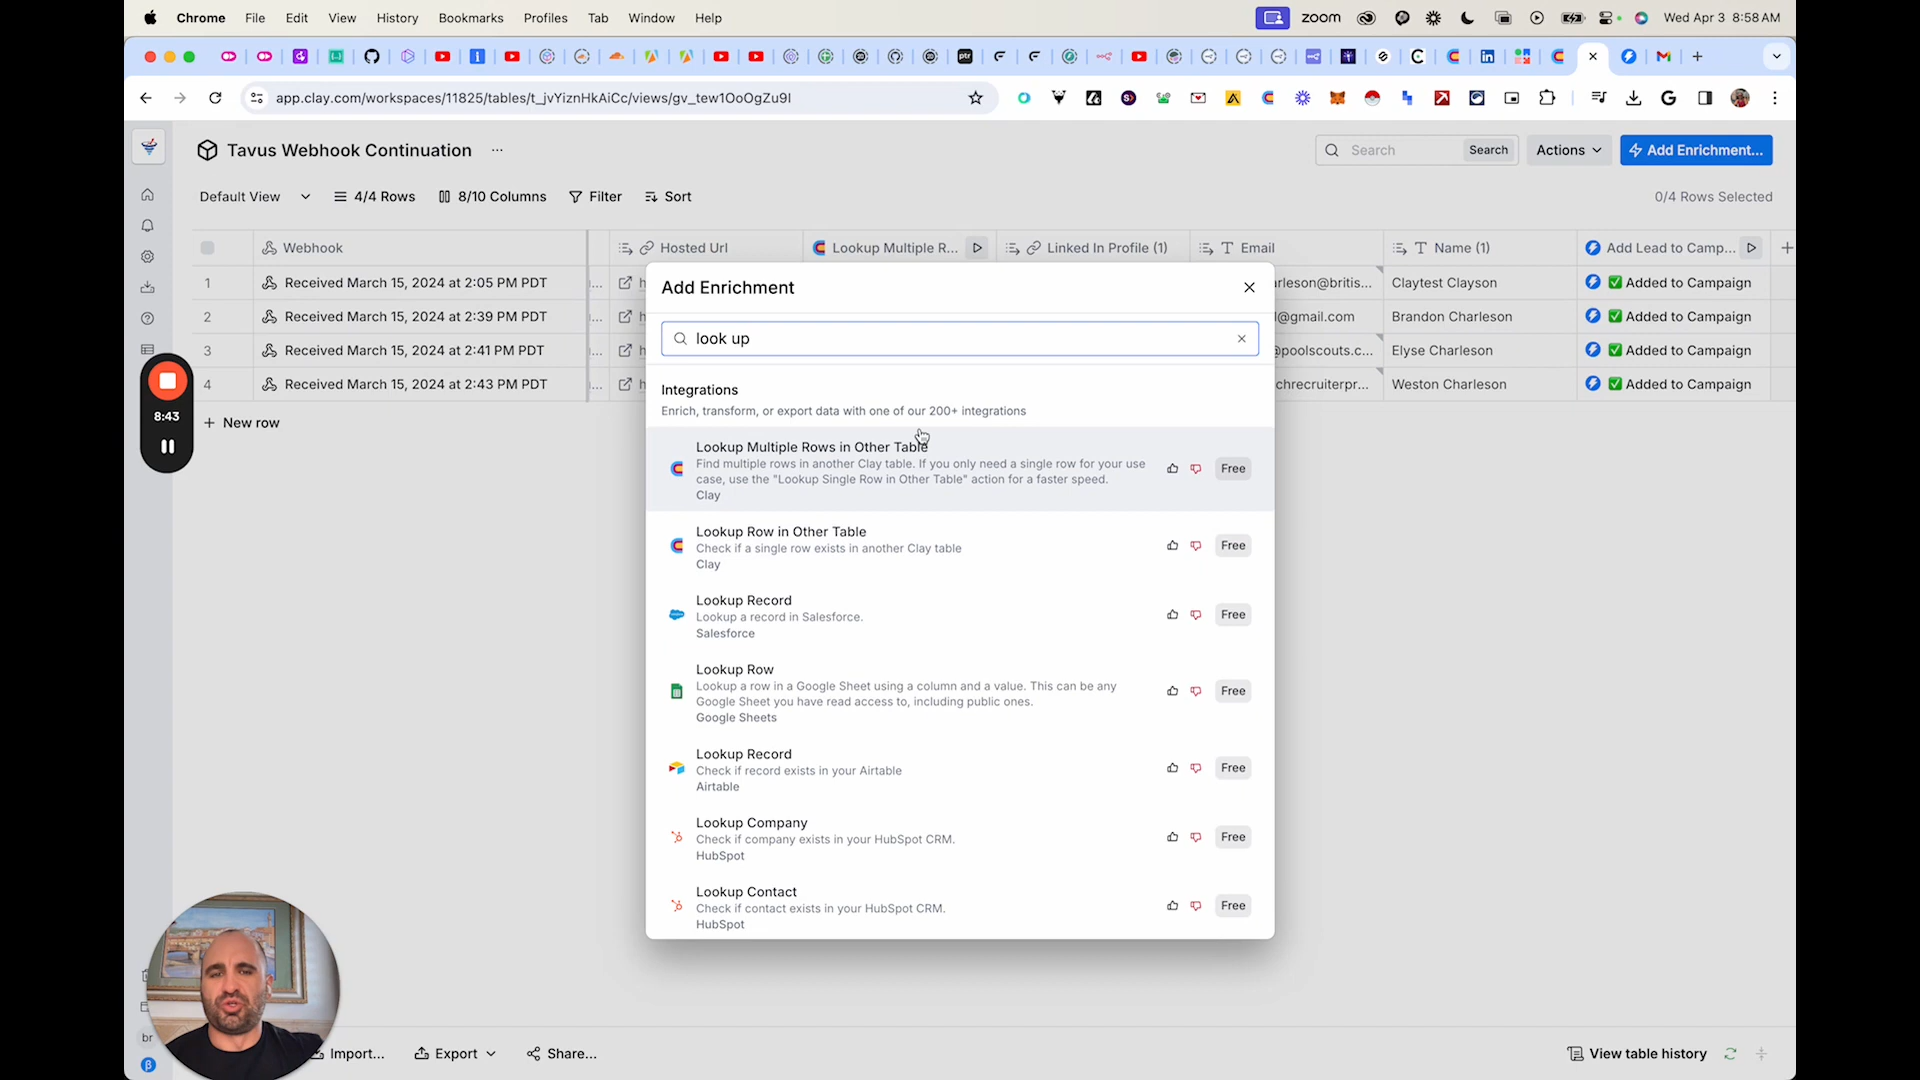 Chrome File Edit View History Bookmarks Profiles Tab Window Help
zoom
Wed Apr 3 8:58 AM
ptr
app.clay.com/workspaces/11825/tables/t_jvYiznHkAiCc/views/gv_tew1OoOgZu9I
Tavus Webhook Continuation ...
Search Search
Actions
Add Enrichment...
Default View
4/4 Rows
8/10 Columns
Filter
Sort
0/4 Rows Selected
Webhook
Hosted Url
Lookup Multiple R...
Linked In Profile (1)
Email
Name (1)
Add Lead to Camp...
1 Received March 15, 2024 at 2:05 PM PDT ... h arleson@britis... Claytest Clayson Added to Campaign
2 Received March 15, 2024 at 2:39 PM PDT ... h l@gmail.com Brandon Charleson Added to Campaign
3 Received March 15, 2024 at 2:41 PM PDT ... h @poolscouts.c... Elyse Charleson Added to Campaign
4 Received March 15, 2024 at 2:43 PM PDT ... h chrecruiterpr... Weston Charleson Added to Campaign
+ New row
8:43
Add Enrichment
look up
Integrations
Enrich, transform, or export data with one of our 200+ integrations
Lookup Multiple Rows in Other Table
Find multiple rows in another Clay table. If you only need a single row for your use
case, use the "Lookup Single Row in Other Table" action for a faster speed.
Clay
Free
Lookup Row in Other Table
Check if a single row exists in another Clay table
Clay
Free
Lookup Record
Lookup a record in Salesforce.
Salesforce
Free
Lookup Row
Lookup a row in a Google Sheet using a column and a value. This can be any
Google Sheet you have read access to, including public ones.
Google Sheets
Free
Lookup Record
Check if record exists in your Airtable
Airtable
Free
Lookup Company
Check if company exists in your HubSpot CRM.
HubSpot
Free
Lookup Contact
Check if contact exists in your HubSpot CRM.
HubSpot
Free
br
β
Import...
Export
Share...
View table history